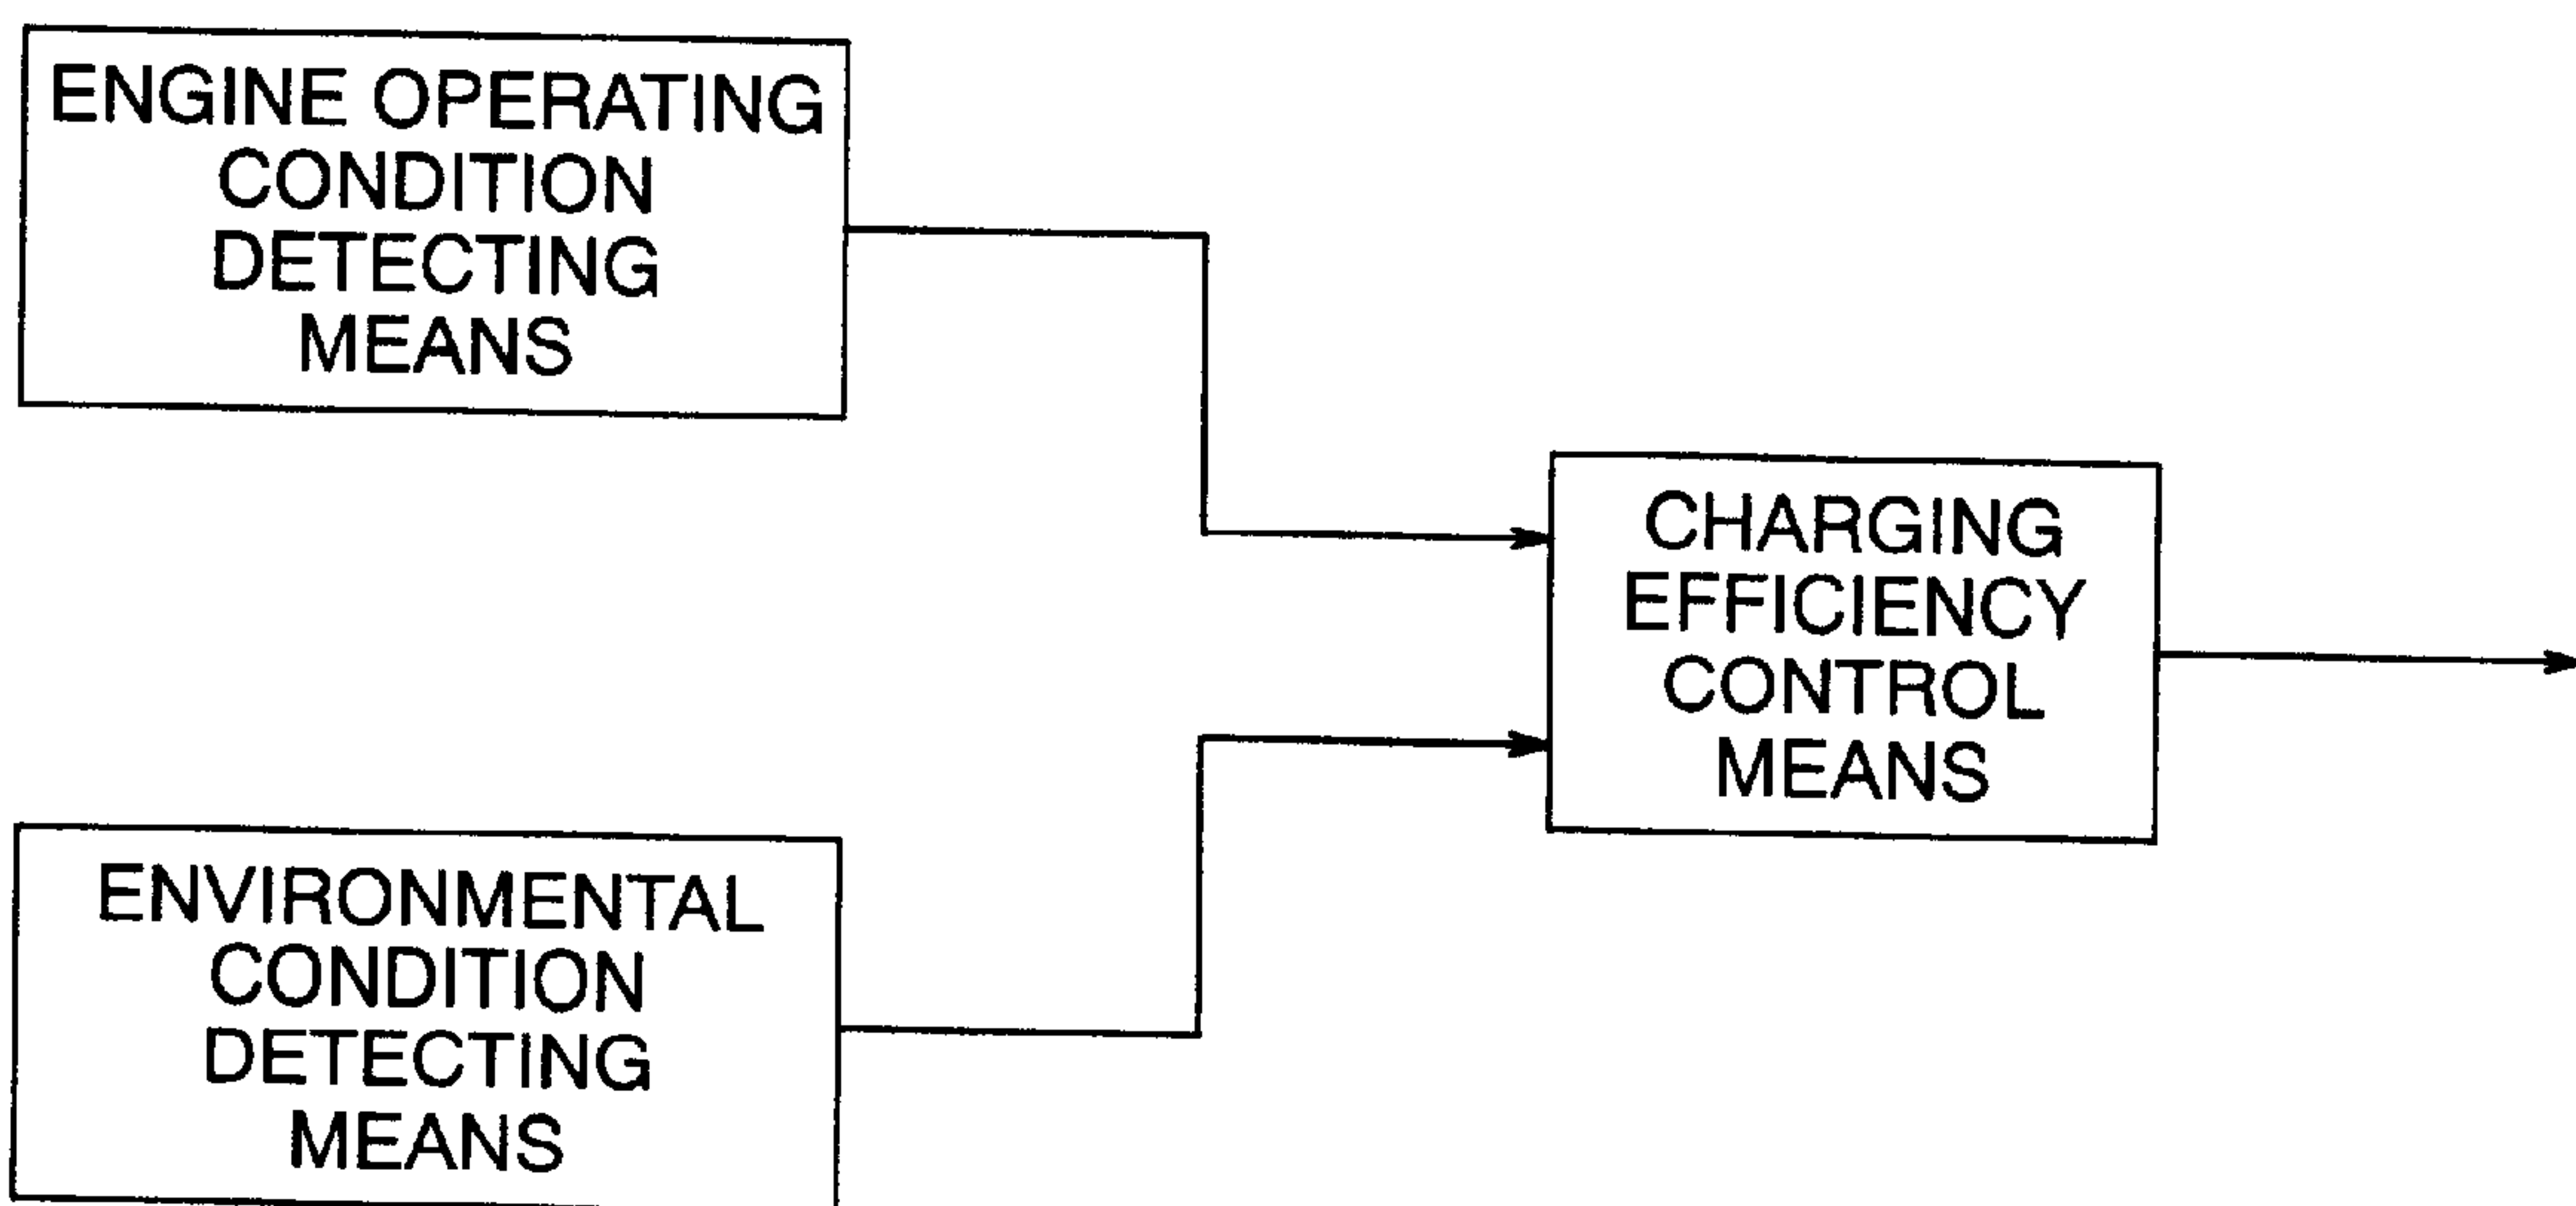 ENGINE OPERATING
CONDITION
DETECTING
MEANS
CHARGING
EFFICIENCY
CONTROL
MEANS
ENVIRONMENTAL
CONDITION
DETECTING
MEANS